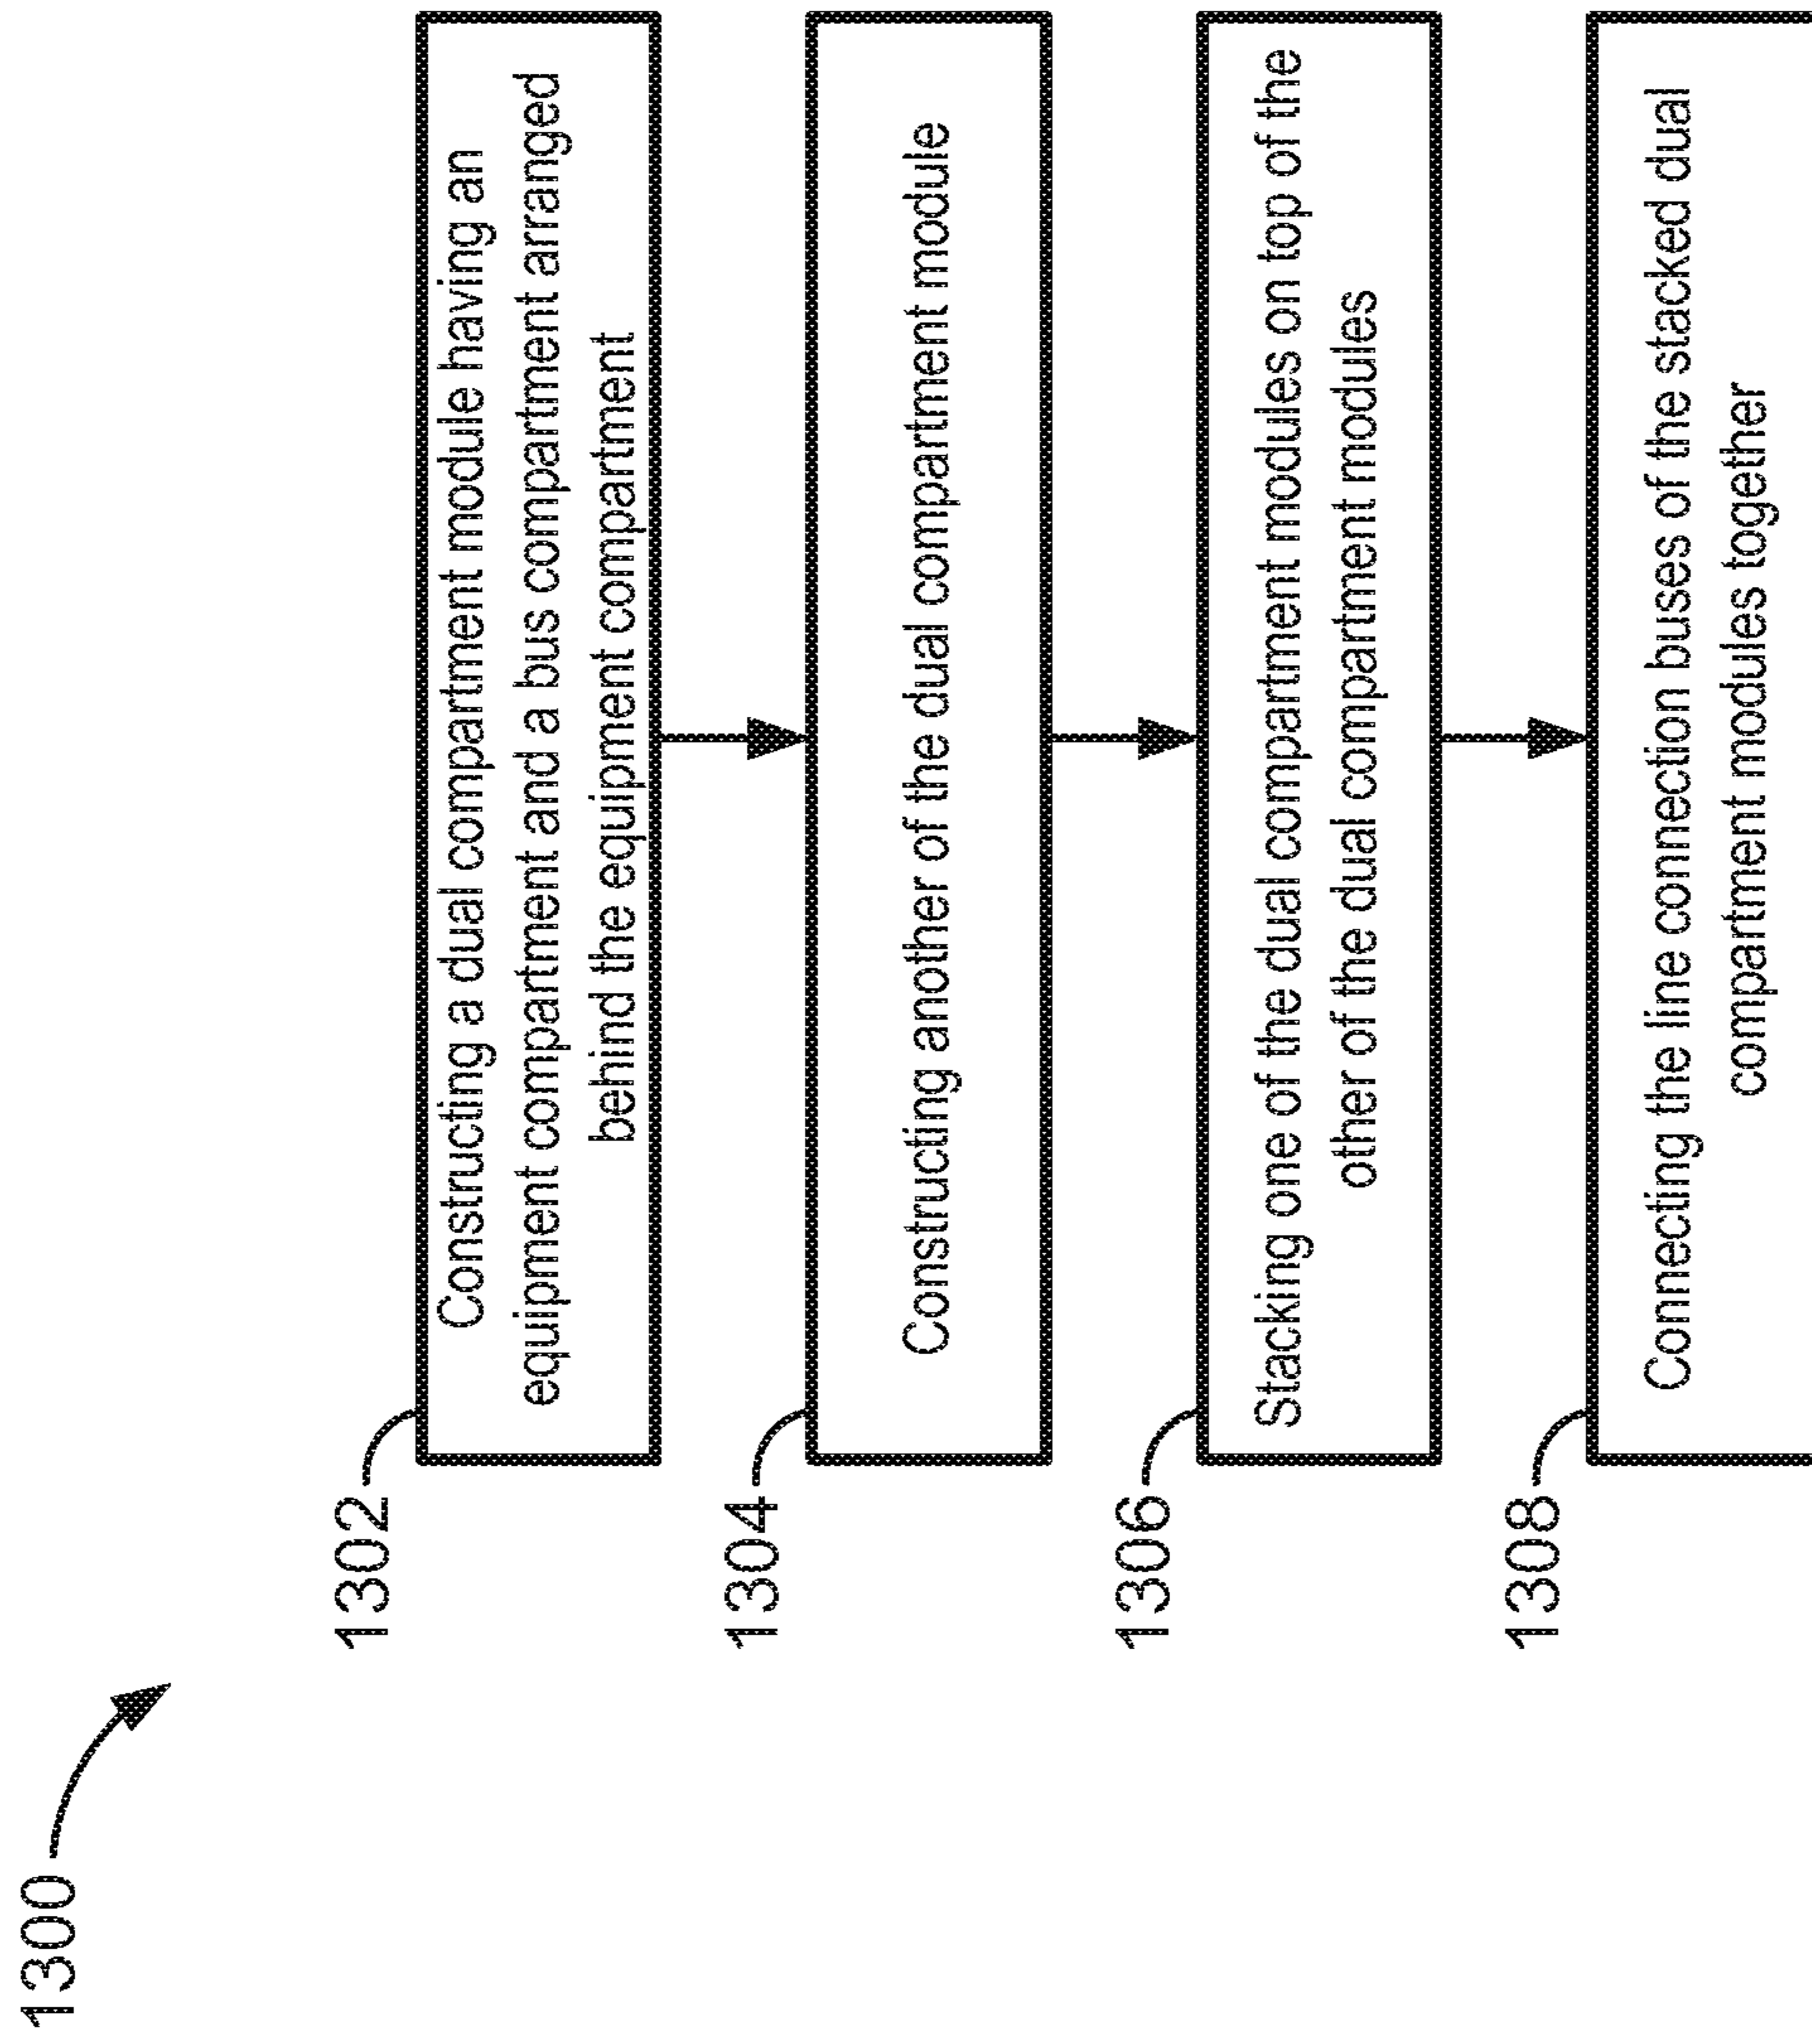 1300
1302
Constructing a dual compartment module having an
equipment compartment and a bus compartment arranged
behind the equipment compartment
1304
Constructing another of the dual compartment module
1306
Stacking one of the dual compartment modules on top of the
other of the dual compartment modules
1308
Connecting the line connection buses of the stacked dual
compartment modules together